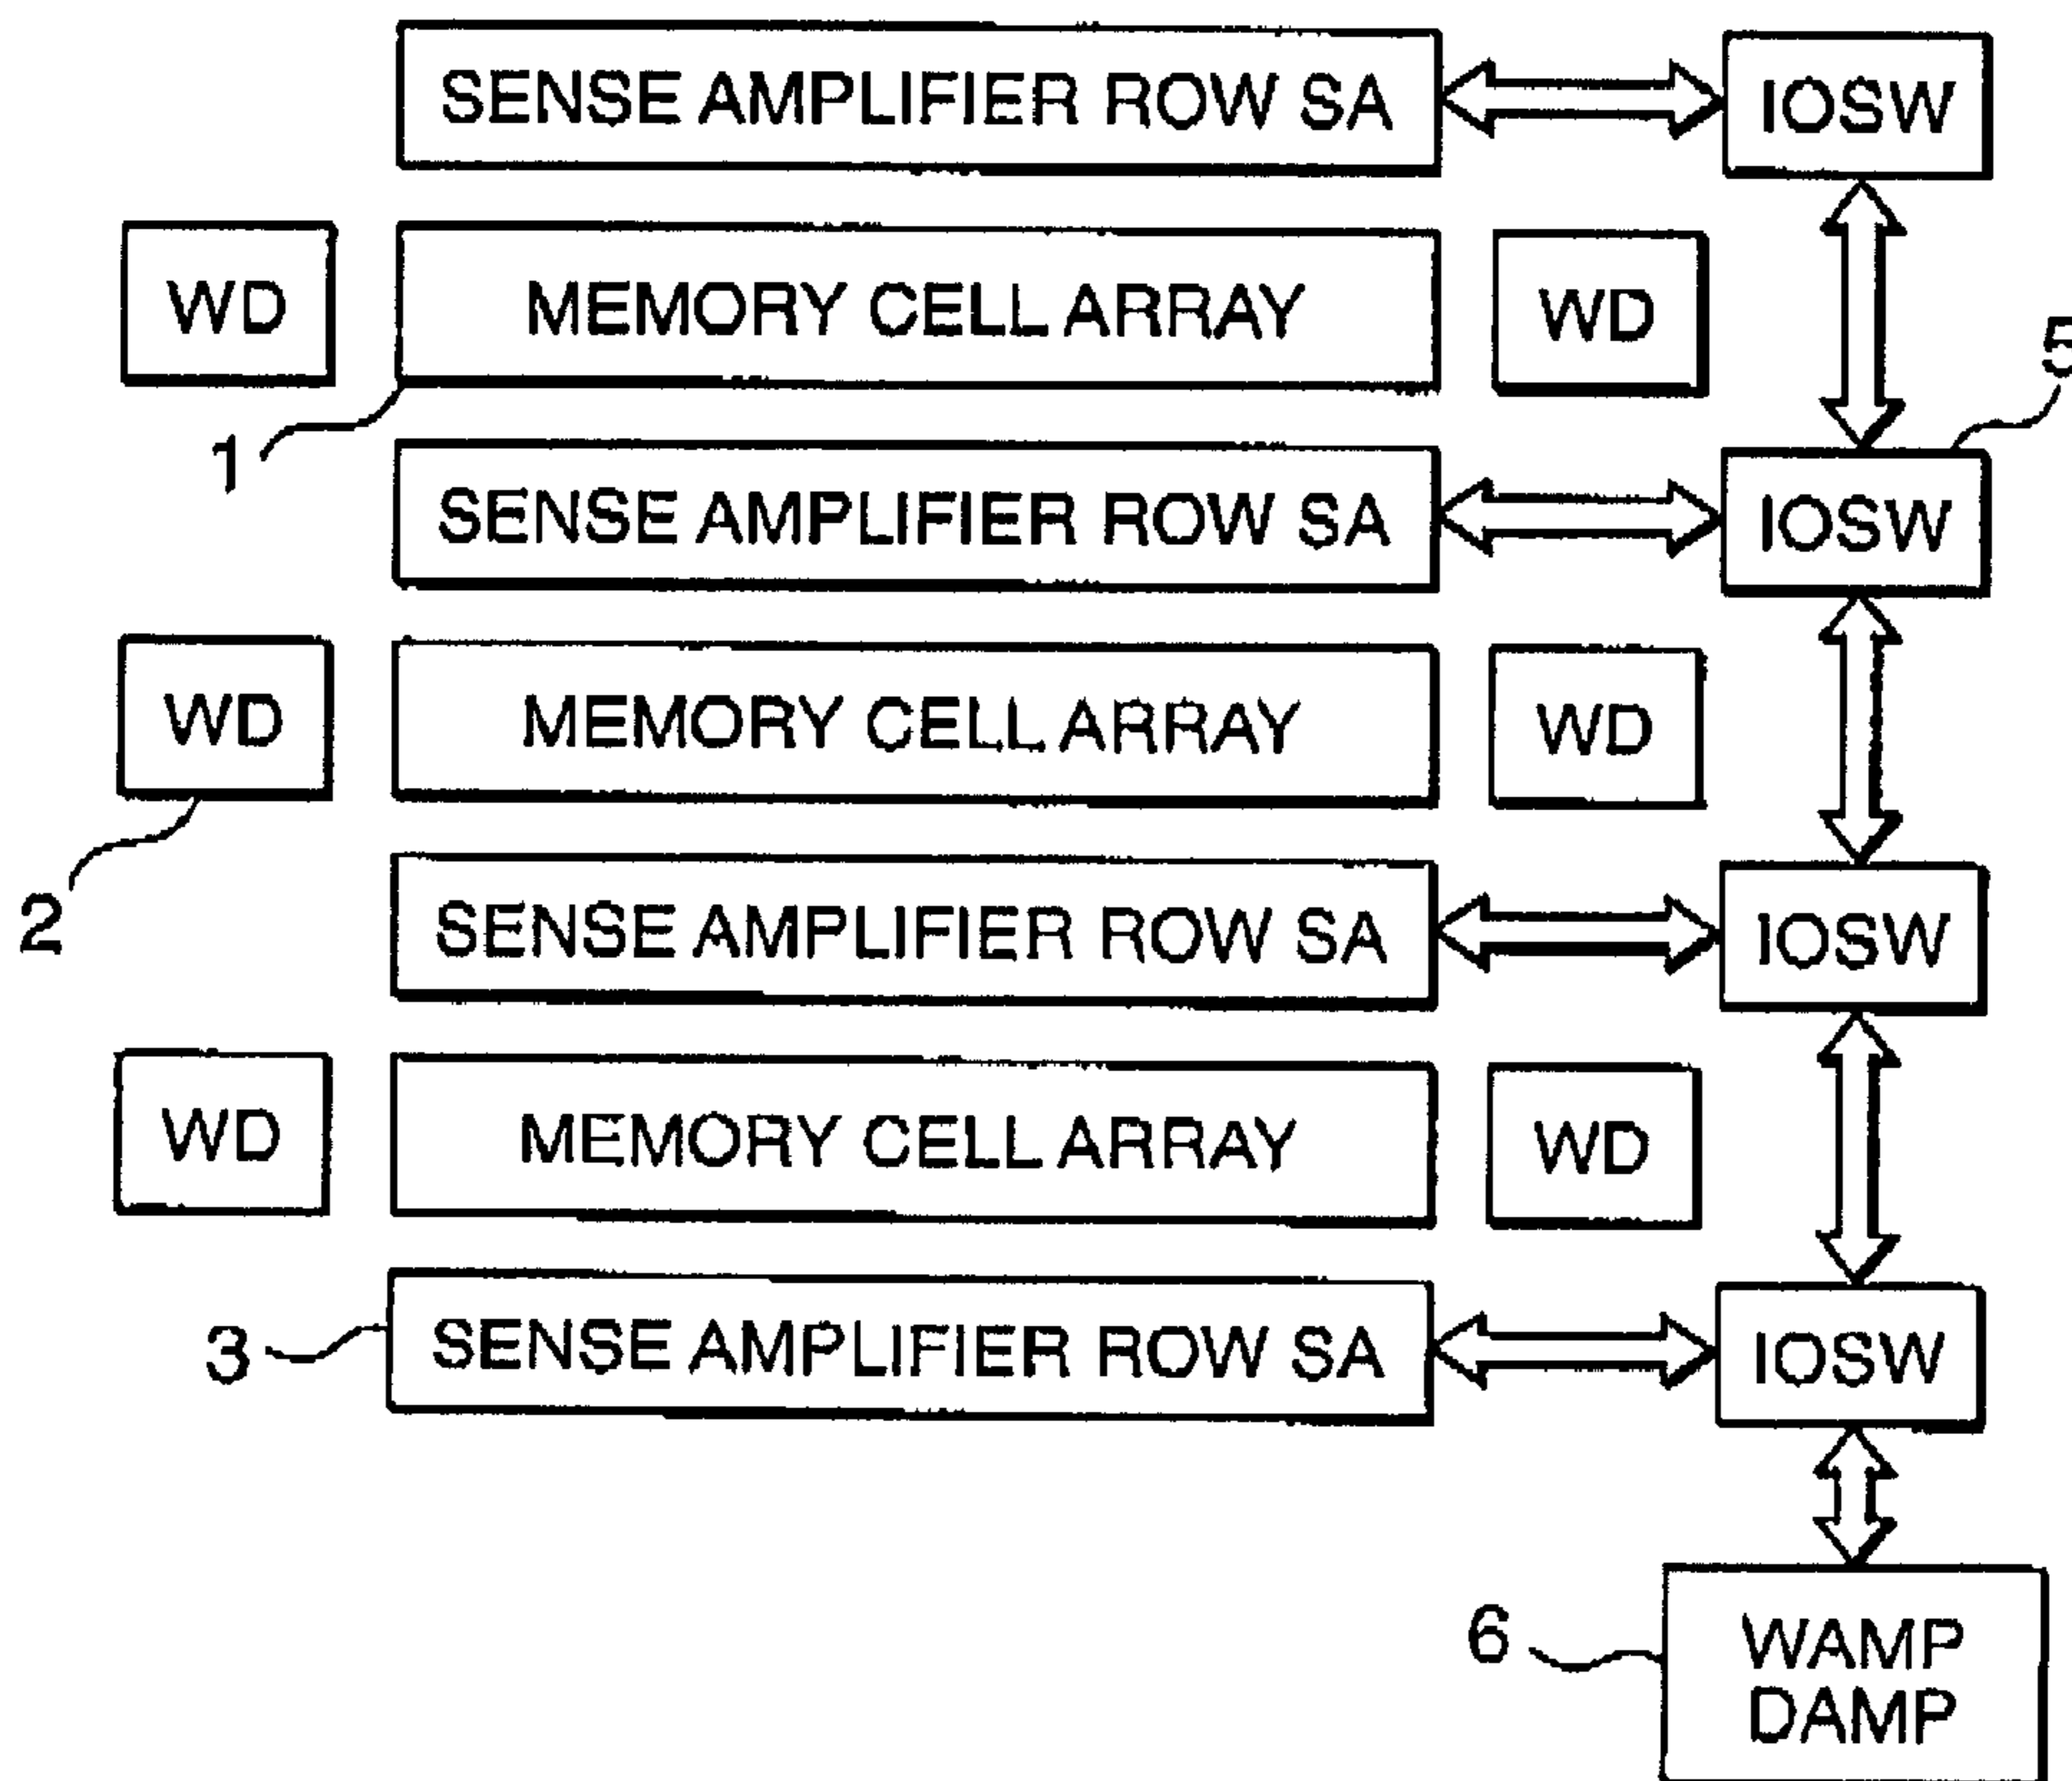 SENSE AMPLIFIER ROW SA
IOSW
WD
MEMORY CELL ARRAY
WD
5
1
SENSE AMPLIFIER ROW SA
IOSW
WD
MEMORY CELL ARRAY
WD
2
SENSE AMPLIFIER ROW SA
IOSW
WD
MEMORY CELL ARRAY
WD
3
SENSE AMPLIFIER ROW SA
IOSW
6
WAMP
DAMP